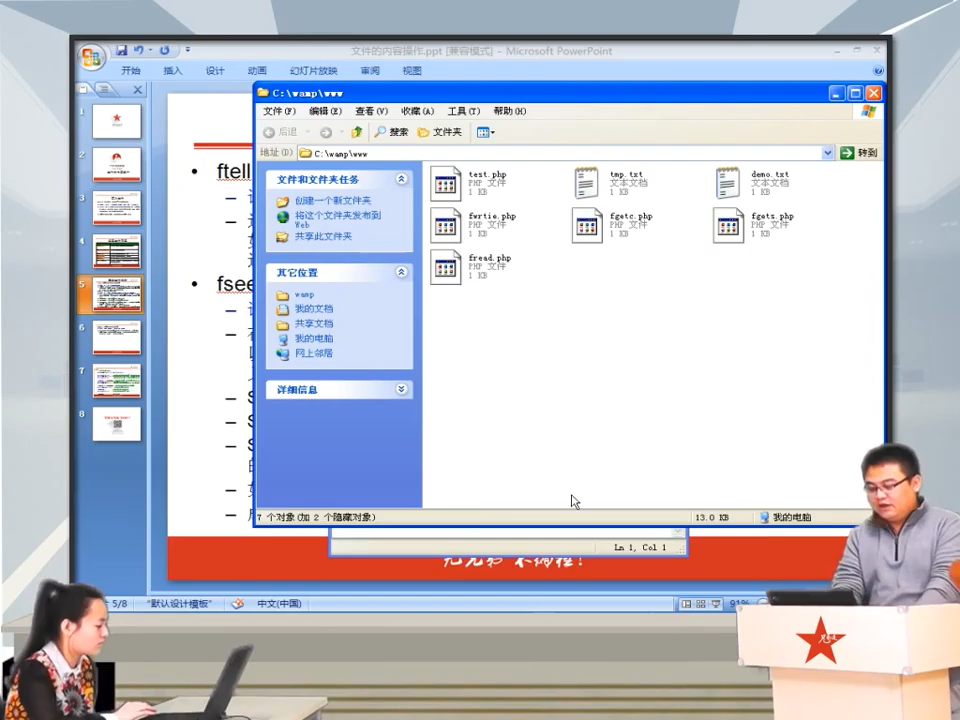 文件的内容操作.ppt [兼容模式] - Microsoft PowerPoint
开始 插入 设计 动画 幻灯片放映 审阅 视图
C:\wamp\www
文件(F) 编辑(E) 查看(V) 收藏(A) 工具(T) 帮助(H)
后退 搜索 文件夹
地址(D) C:\wamp\www 转到
文件和文件夹任务
创建一个新文件夹
将这个文件夹发布到
Web
共享此文件夹
其它位置
wamp
我的文档
共享文档
我的电脑
网上邻居
详细信息
test.php
PHP 文件
1 KB
tmp.txt
文本文档
1 KB
demo.txt
文本文档
1 KB
fwrtie.php
PHP 文件
1 KB
fgetc.php
PHP 文件
1 KB
fgets.php
PHP 文件
1 KB
fread.php
PHP 文件
1 KB
7 个对象(加 2 个隐藏对象) 13.0 KB 我的电脑
1
2
3
4
5
6
7
8
• ftell
• fsee
Ln 1, Col 1
5/8 "默认设计模板" 中文(中国) 91%